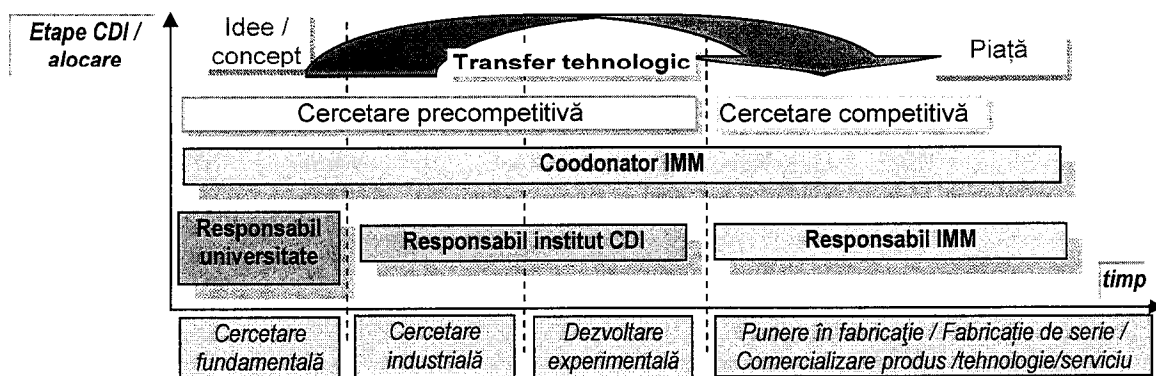 Etape CDI /
alocare
Idee /
concept
Transfer tehnologic
Piață
Cercetare precompetitivă
Cercetare competitivă
Coodonator IMM
Responsabil
universitate
Responsabil institut CDI
Responsabil IMM
timp
Cercetare
fundamentală
Cercetare
industrială
Dezvoltare
experimentală
Punere în fabricaţie / Fabricație de serie /
Comercializare produs /tehnologie/serviciu